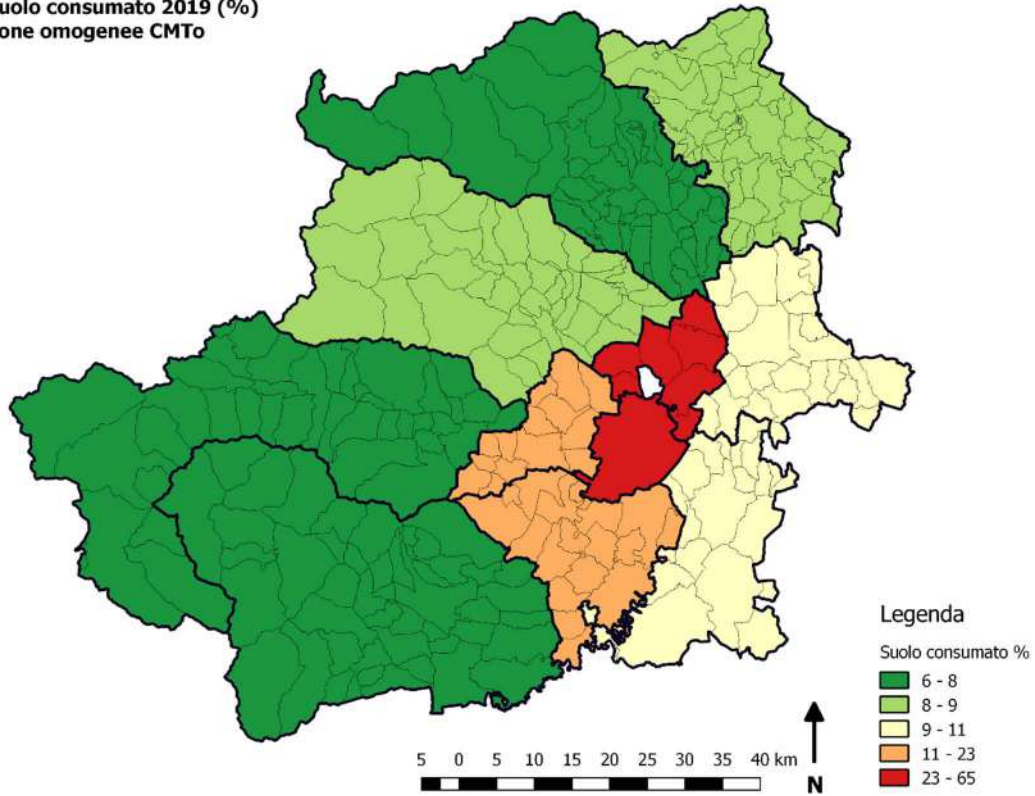 uolo consumato 2019 (%)
one omogenee CMTo
Legenda
Suolo consumato %
6 - 8
8 - 9
9 - 11
11 - 23
23 - 65
5 0 5 10 15 20 25 30 35 40 km
N